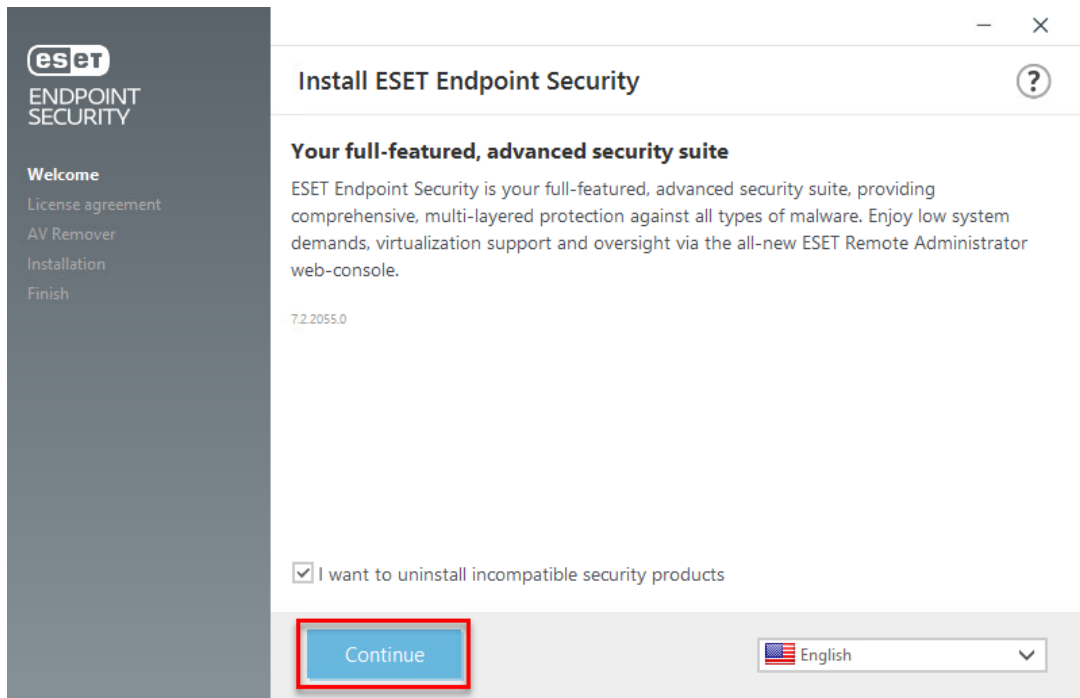 eset
ENDPOINT
SECURITY
Welcome
License agreement
AV Remover
Installation
Finish
Install ESET Endpoint Security
?
Your full-featured, advanced security suite
ESET Endpoint Security is your full-featured, advanced security suite, providing
comprehensive, multi-layered protection against all types of malware. Enjoy low system
demands, virtualization support and oversight via the all-new ESET Remote Administrator
web-console.
7.2.2055.0
I want to uninstall incompatible security products
Continue
English